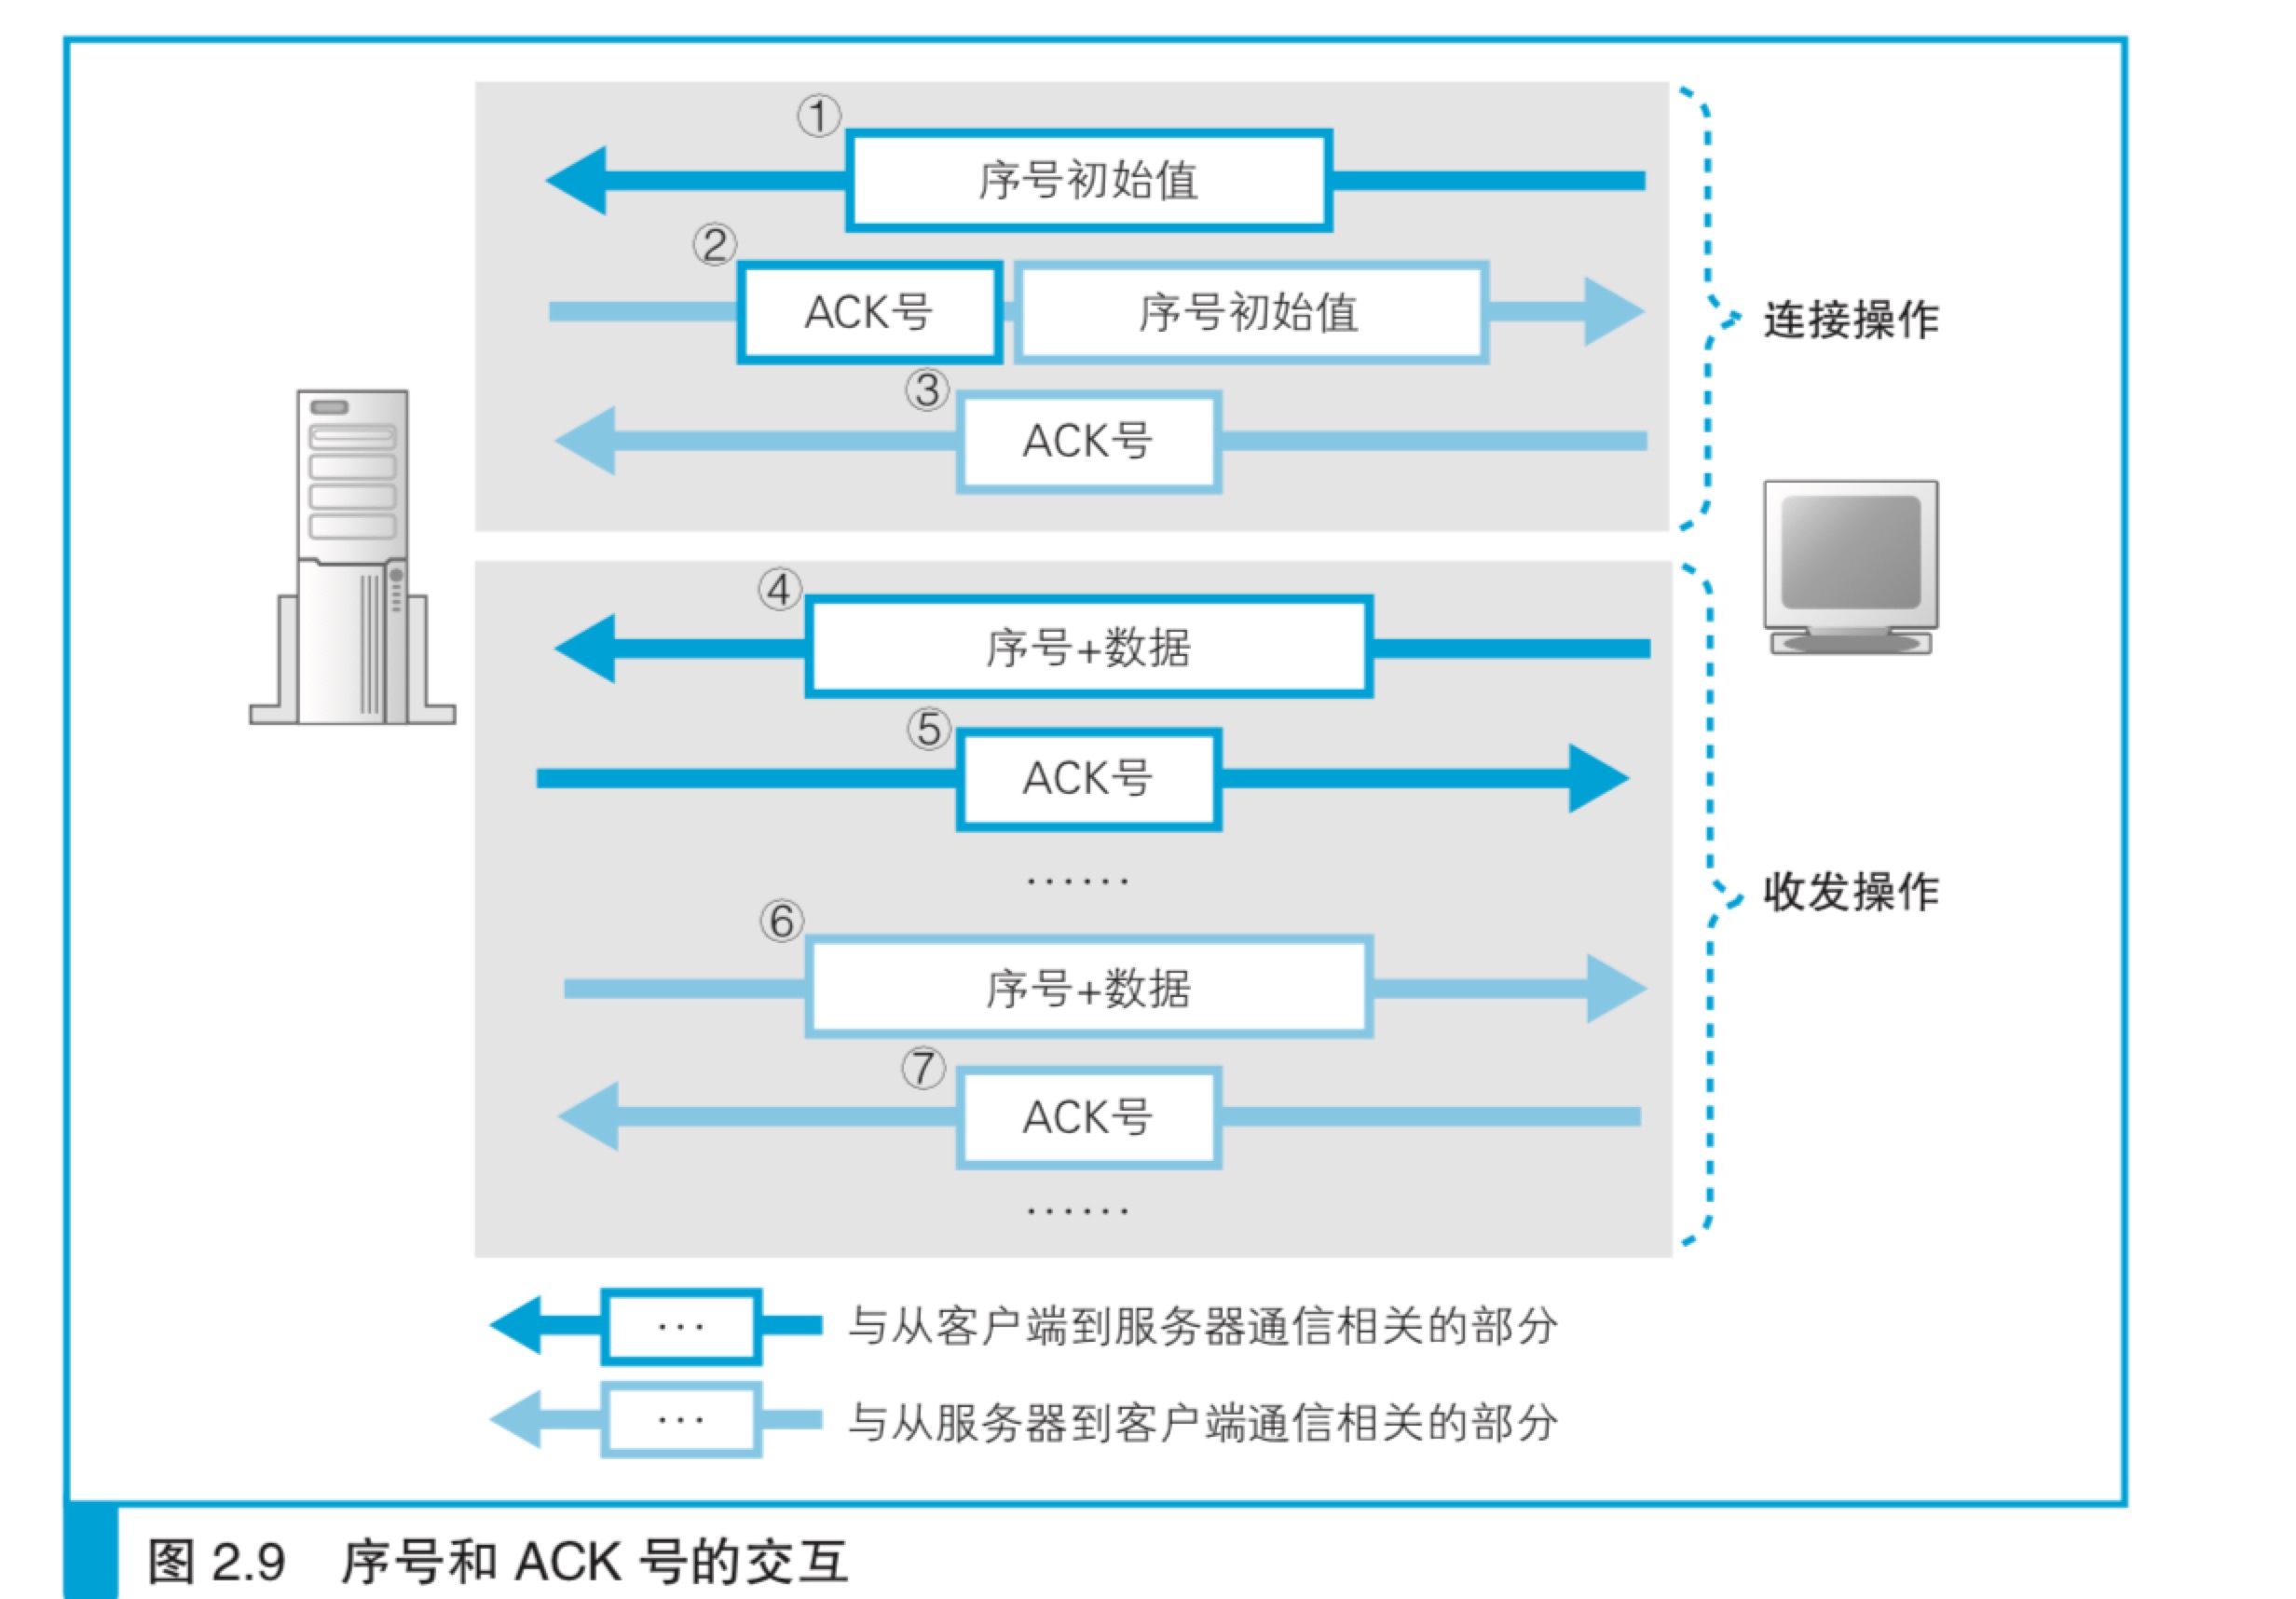 ①
序号初始值
②
ACK号
序号初始值
连接操作
③
ACK号
④
序号+数据
⑤
ACK号
……
收发操作
⑥
序号+数据
⑦
ACK号
……
… 与从客户端到服务器通信相关的部分
… 与从服务器到客户端通信相关的部分
图 2.9 序号和 ACK 号的交互